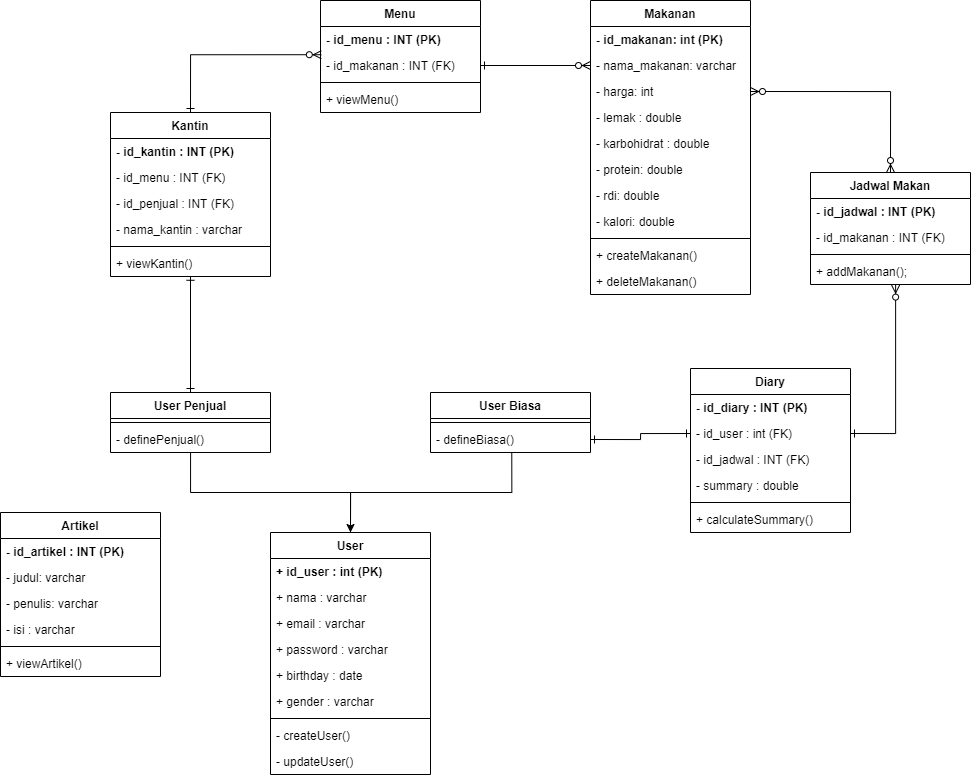 Menu
- id_menu : INT (PK)
- id_makanan : INT (FK)
+ viewMenu()
Makanan
- id_makanan: int (PK)
- nama_makanan: varchar
- harga: int
- lemak : double
- karbohidrat : double
- protein: double
- rdi: double
- kalori: double
+ createMakanan()
+ deleteMakanan()
Kantin
- id_kantin : INT (PK)
- id_menu : INT (FK)
- id_penjual : INT (FK)
- nama_kantin : varchar
+ viewKantin()
Jadwal Makan
- id_jadwal : INT (PK)
- id_makanan : INT (FK)
+ addMakanan();
User Penjual
- definePenjual()
User Biasa
- defineBiasa()
Diary
- id_diary : INT (PK)
- id_user : int (FK)
- id_jadwal : INT (FK)
- summary : double
+ calculateSummary()
Artikel
- id_artikel : INT (PK)
- judul: varchar
- penulis: varchar
- isi : varchar
+ viewArtikel()
User
+ id_user : int (PK)
+ nama : varchar
+ email : varchar
+ password : varchar
+ birthday : date
+ gender : varchar
- createUser()
- updateUser()